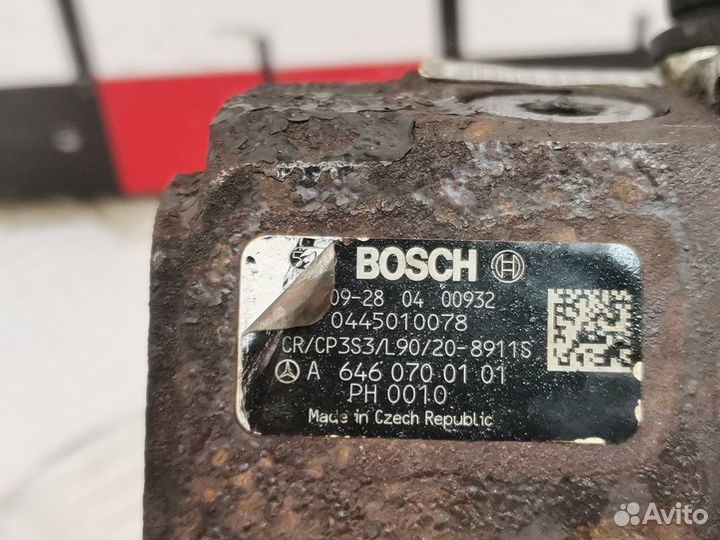 BOSCH
09-28 04 00932
0445010078
CR/CP3S3/L90/20-8911S
A 646 070 01 01
PH 0010
Made in Czech Republic
Avito